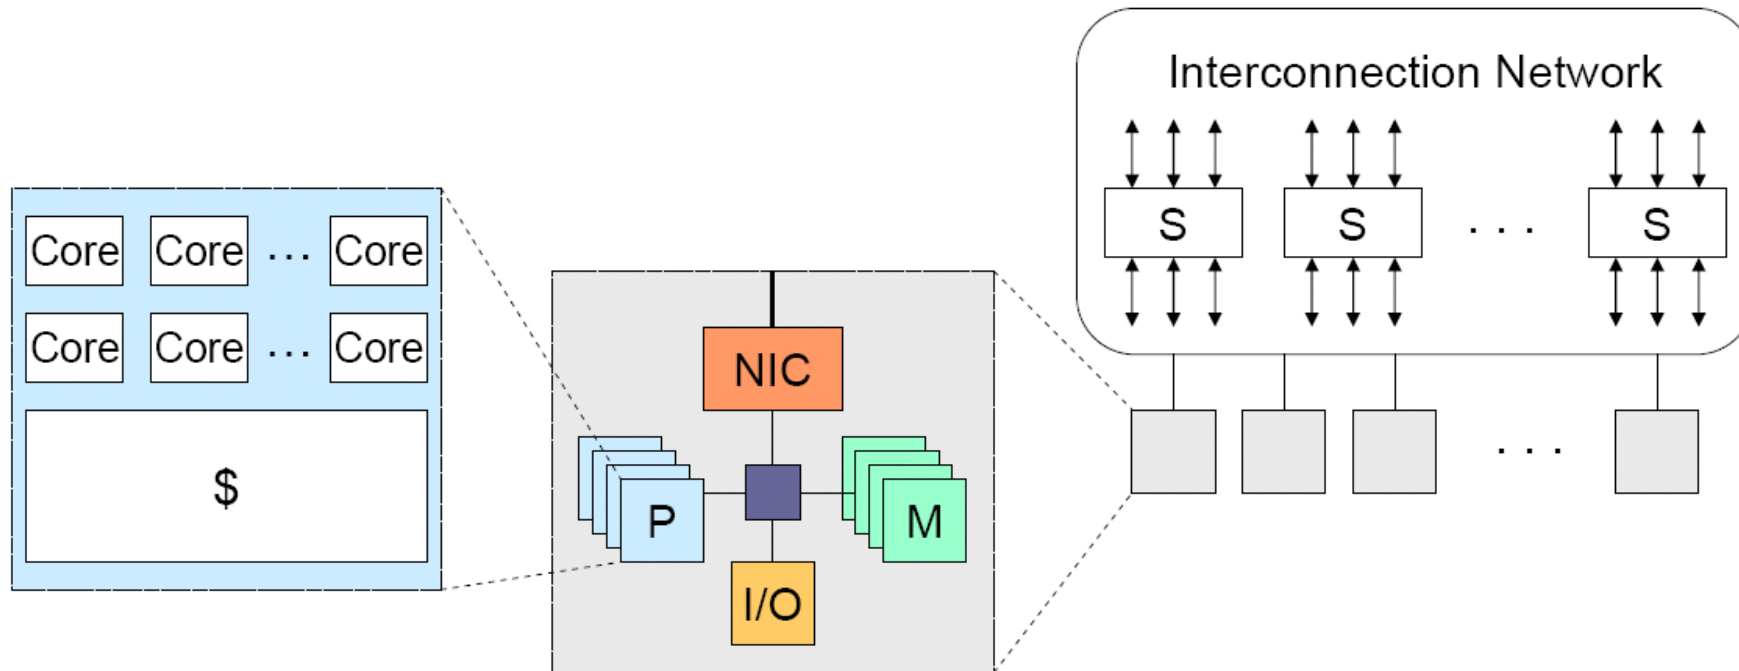 Interconnection Network
S S . . . S
Core Core ... Core
Core Core ... Core
$
NIC
P M
I/O
. . .